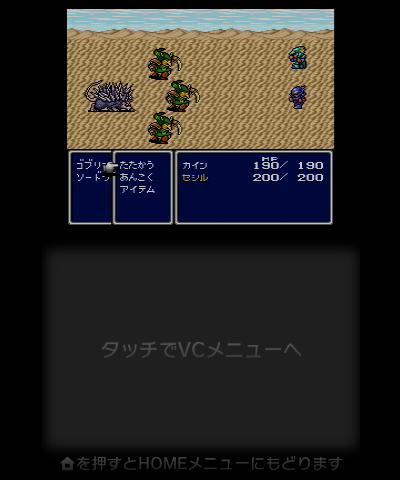 ゴブリン たたかう カイン HP 190/ 190
ソードラ あんこく セシル 200/ 200
アイテム
タッチでVCメニューへ
を押すとHOMEメニューにもどります